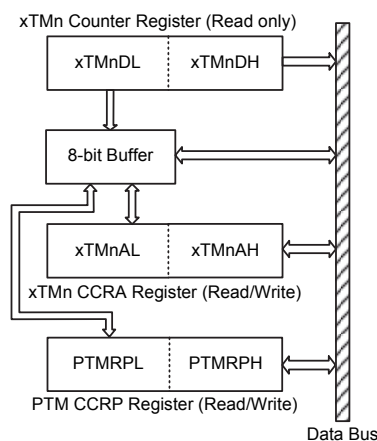 xTMn Counter Register (Read only)
xTMnDL xTMnDH
8-bit Buffer
xTMnAL xTMnAH
xTMn CCRA Register (Read/Write)
PTMRPL PTMRPH
PTM CCRP Register (Read/Write)
Data Bus